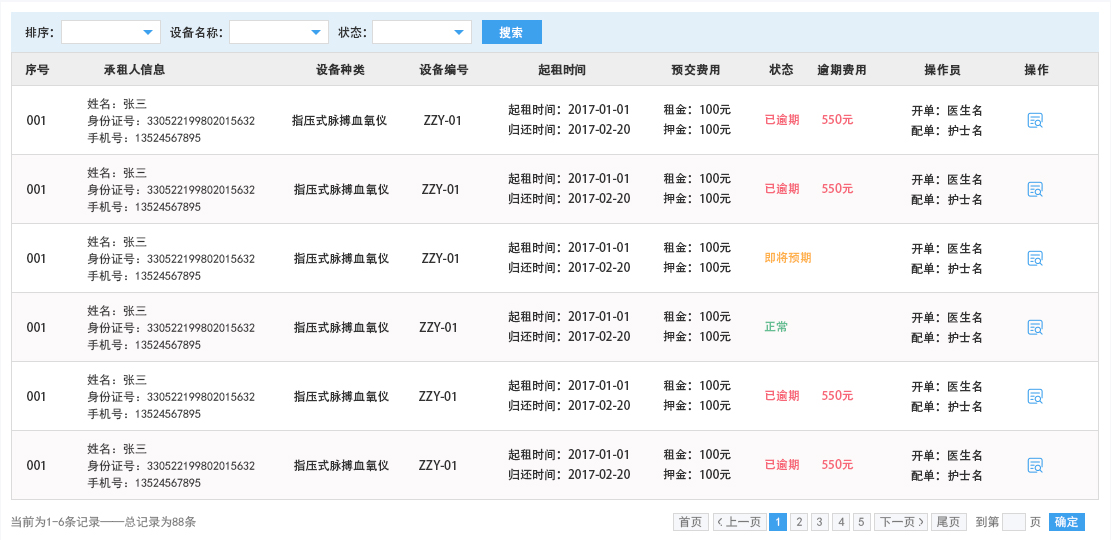 排序： 设备名称： 状态： 搜索
序号 承租人信息 设备种类 设备编号 起租时间 预交费用 状态 逾期费用 操作员 操作
姓名：张三
身份证号：330522199802015632
手机号：13524567895
001 指压式脉搏血氧仪 ZZY-01
起租时间：2017-01-01
归还时间：2017-02-20
租金：100元
押金：100元
已逾期 550元
开单：医生名
配单：护士名
姓名：张三
身份证号：330522199802015632
手机号：13524567895
001 指压式脉搏血氧仪 ZZY-01
起租时间：2017-01-01
归还时间：2017-02-20
租金：100元
押金：100元
已逾期 550元
开单：医生名
配单：护士名
姓名：张三
身份证号：330522199802015632
手机号：13524567895
001 指压式脉搏血氧仪 ZZY-01
起租时间：2017-01-01
归还时间：2017-02-20
租金：100元
押金：100元
即将预期
开单：医生名
配单：护士名
姓名：张三
身份证号：330522199802015632
手机号：13524567895
001 指压式脉搏血氧仪 ZZY-01
起租时间：2017-01-01
归还时间：2017-02-20
租金：100元
押金：100元
正常
开单：医生名
配单：护士名
姓名：张三
身份证号：330522199802015632
手机号：13524567895
001 指压式脉搏血氧仪 ZZY-01
起租时间：2017-01-01
归还时间：2017-02-20
租金：100元
押金：100元
已逾期 550元
开单：医生名
配单：护士名
姓名：张三
身份证号：330522199802015632
手机号：13524567895
001 指压式脉搏血氧仪 ZZY-01
起租时间：2017-01-01
归还时间：2017-02-20
租金：100元
押金：100元
已逾期 550元
开单：医生名
配单：护士名
当前为1-6条记录——总记录为88条 首页 <上一页 1 2 3 4 5 下一页> 尾页 到第 页 确定